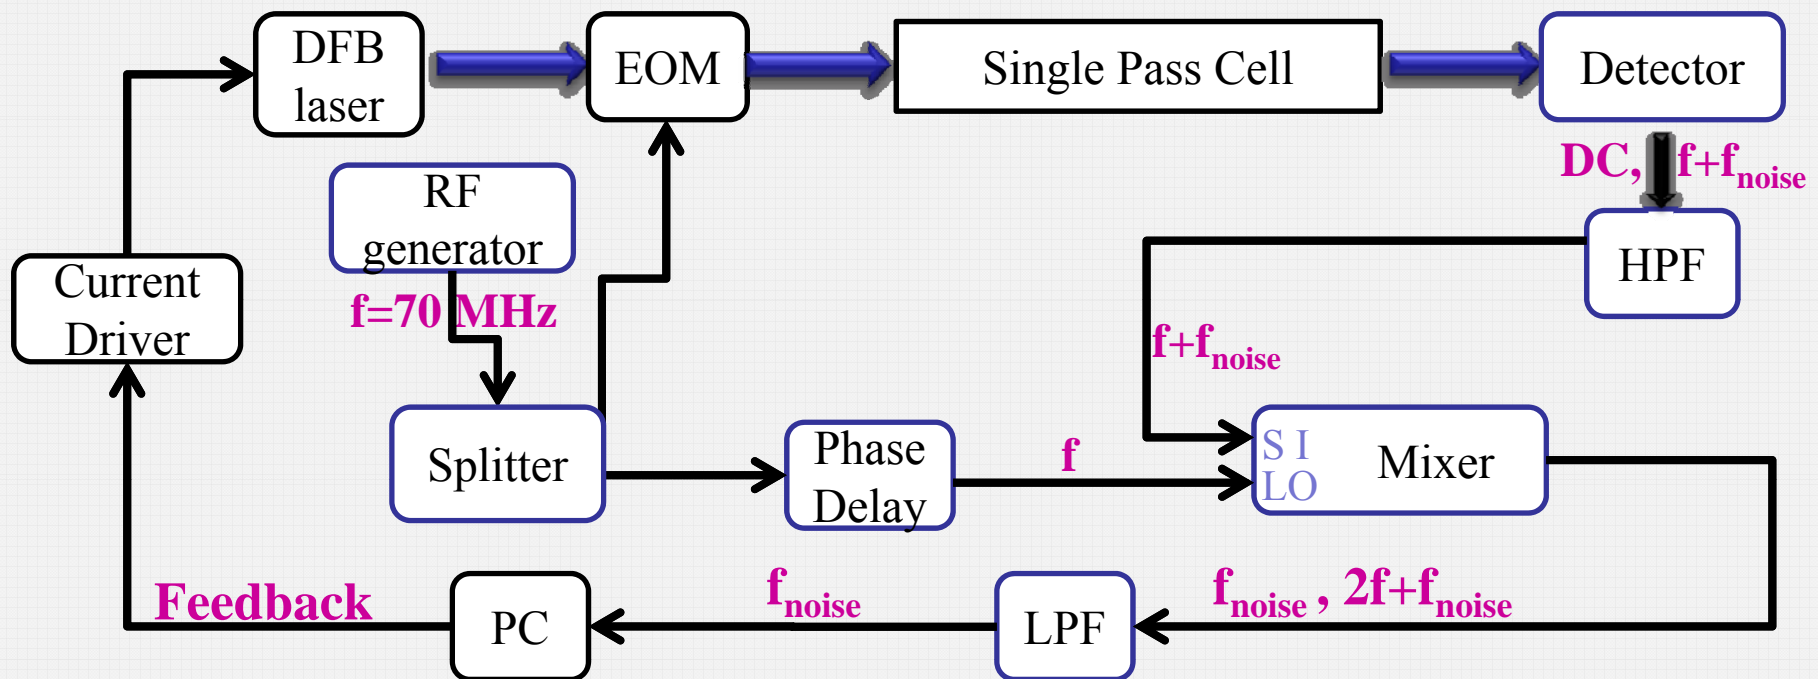 DFB
laser
EOM
Single Pass Cell
Detector
DC, f+fnoise
RF
generator
HPF
Current
Driver
f=70 MHz
f+fnoise
Splitter
Phase
Delay
f
S I
LO
Mixer
Feedback
PC
fnoise
LPF
fnoise , 2f+fnoise